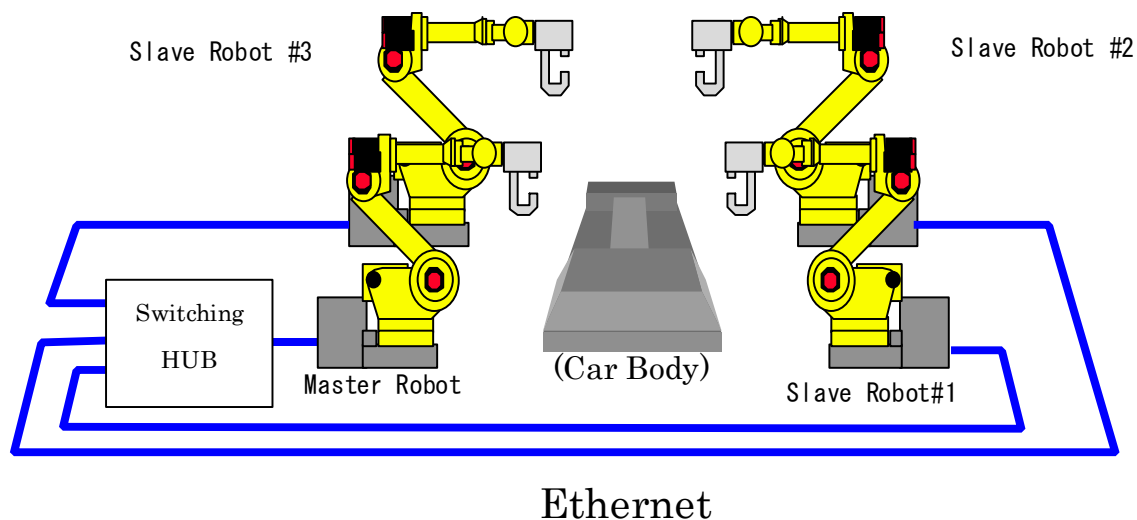 Slave Robot #3
Slave Robot #2
Switching
HUB
Master Robot
(Car Body)
Slave Robot#1
Ethernet